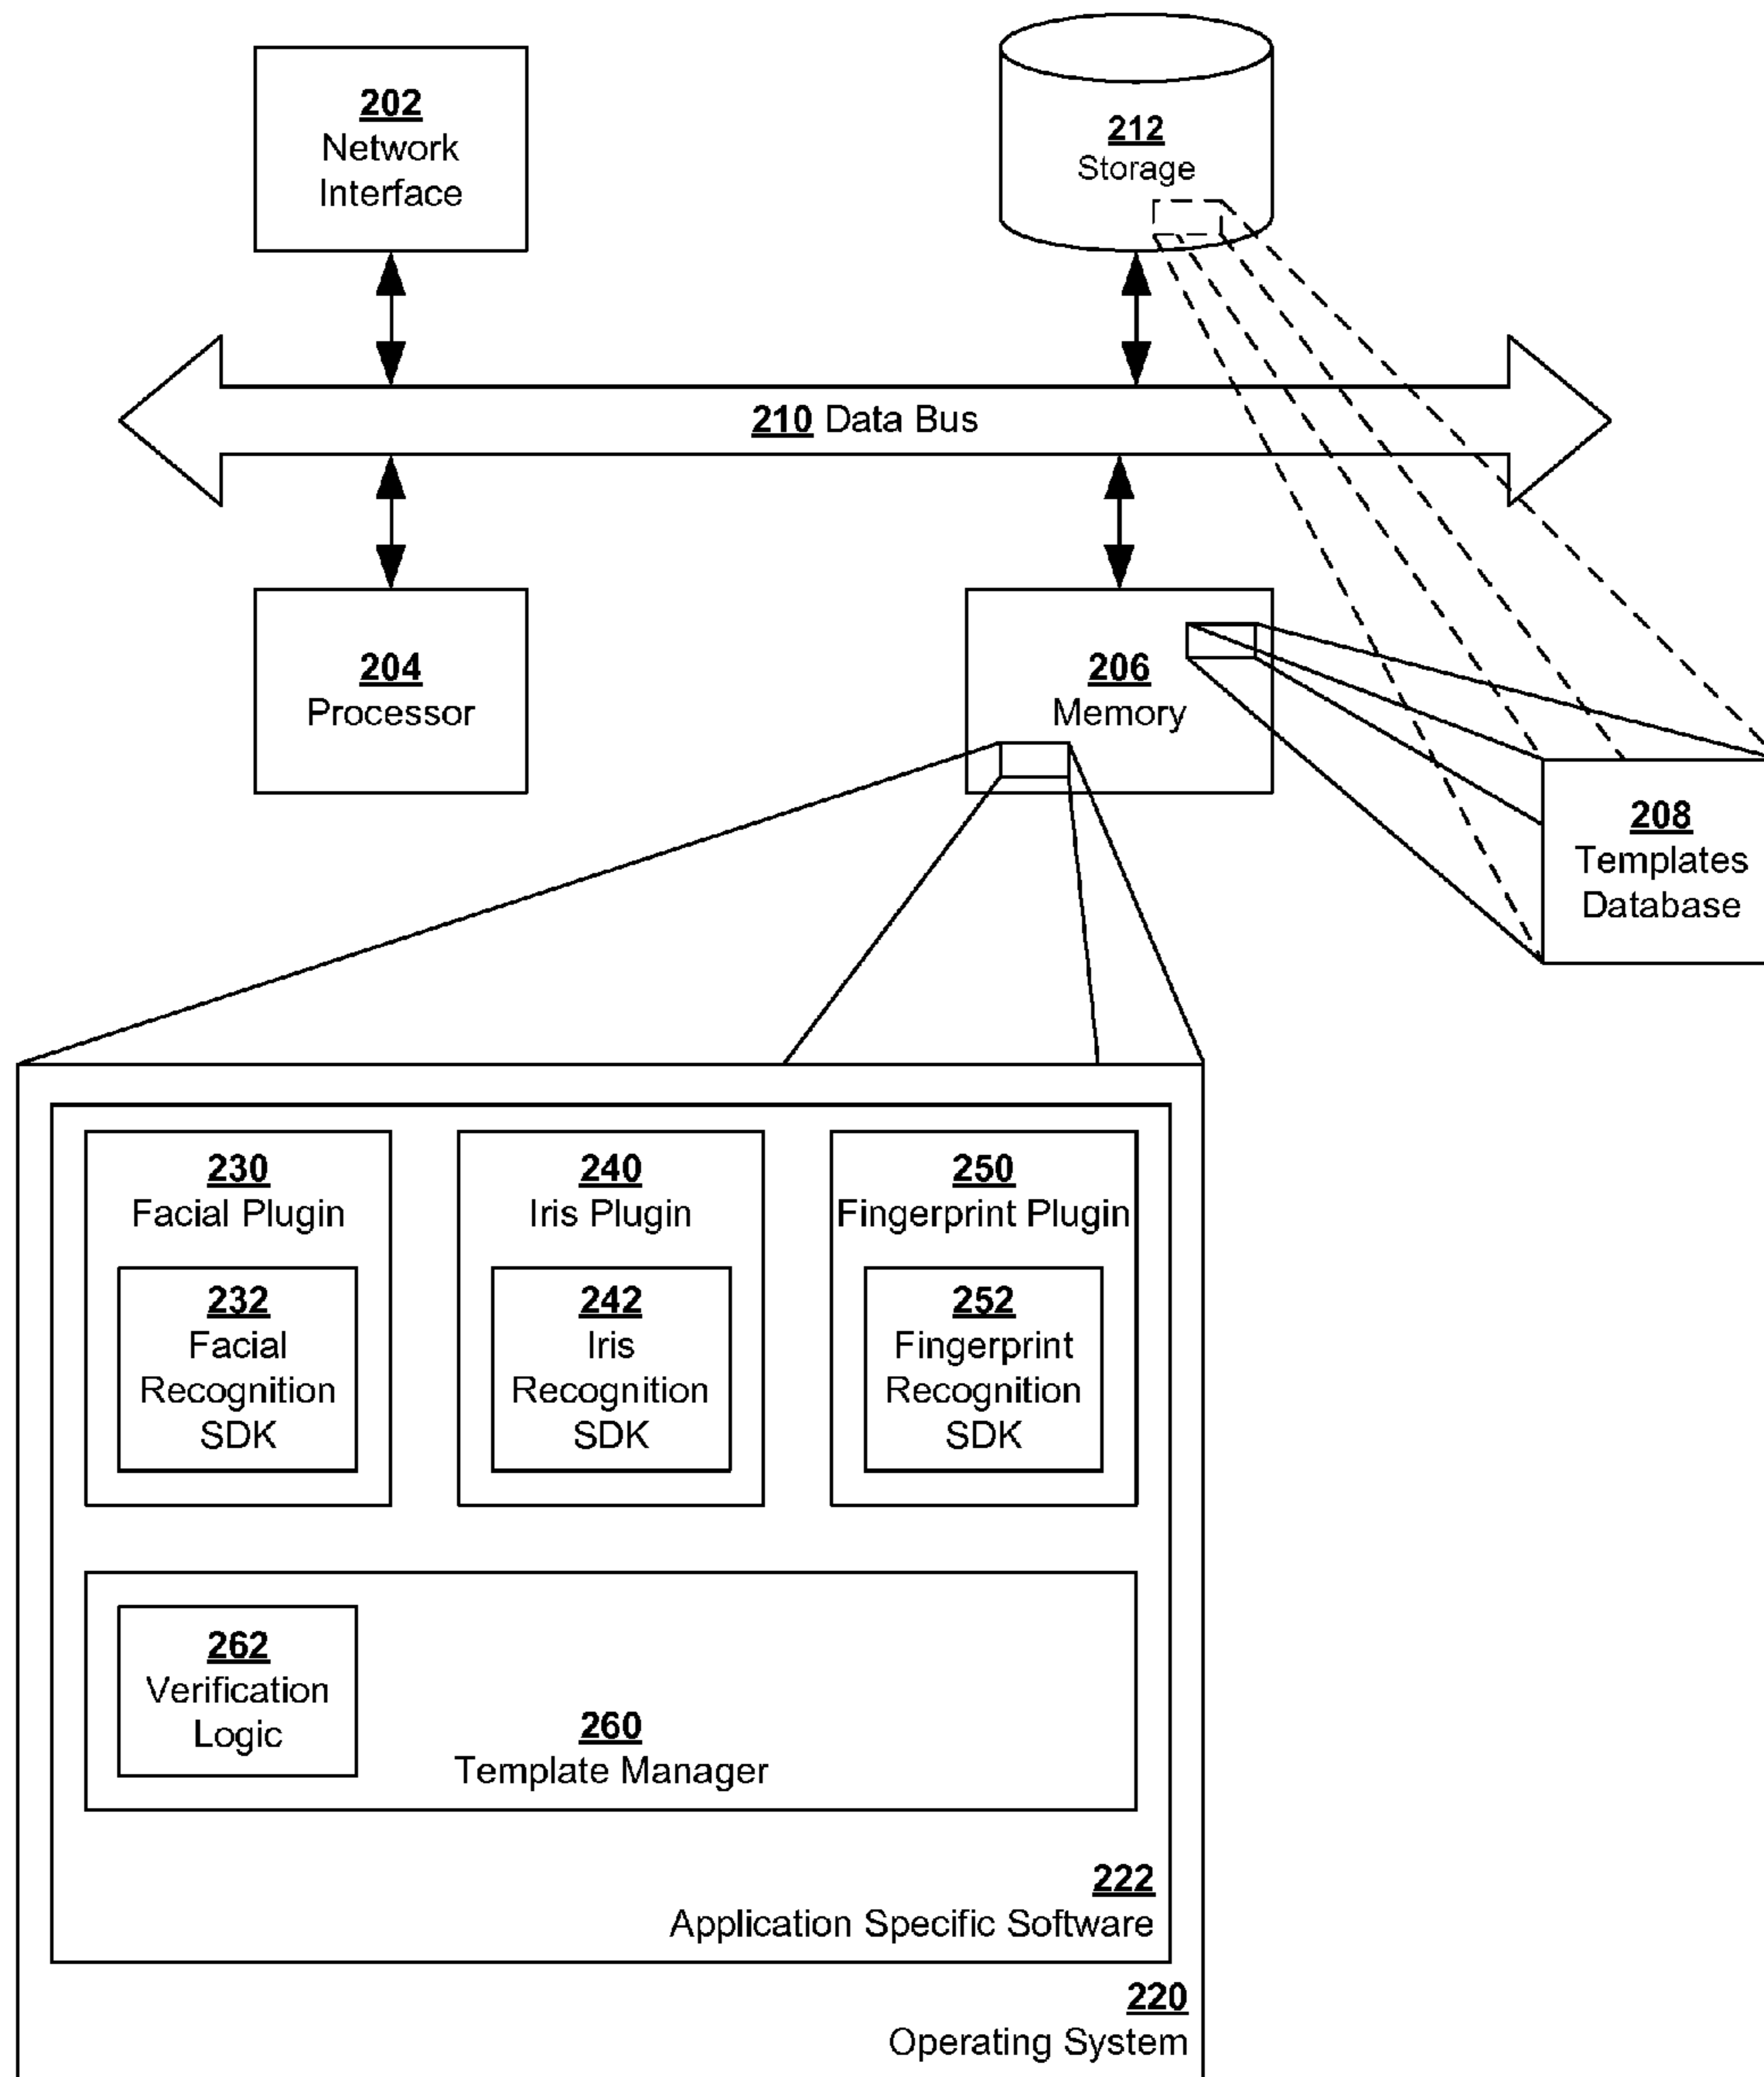 202
Network
Interface
212
Storage
210 Data Bus
204
Processor
206
Memory
208
Templates
Database
230
Facial Plugin
232
Facial
Recognition
SDK
240
Iris Plugin
242
Iris
Recognition
SDK
250
Fingerprint Plugin
252
Fingerprint
Recognition
SDK
262
Verification
Logic
260
Template Manager
222
Application Specific Software
220
Operating System